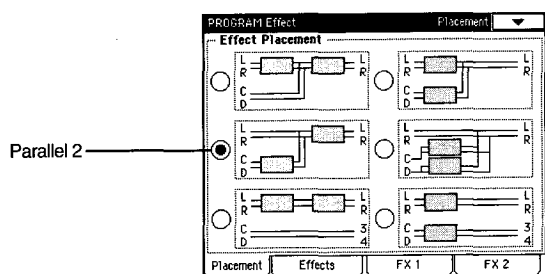 PROGRAM Effect Placement
Effect Placement
L L L L
R R R R
C C
D D
Parallel 2
L L L L
R R R R
C C
D D
L L L L
R R R R
C 3 C 3
D 4 D 4
Placement Effects FX 1 FX 2